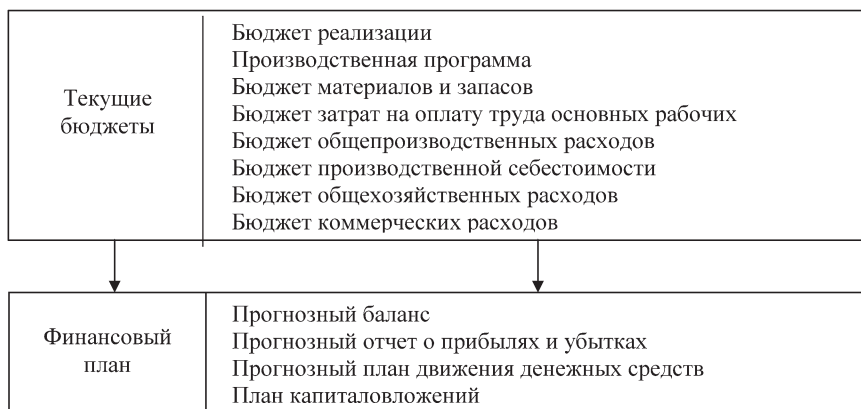 Текущие
бюджеты
Бюджет реализации
Производственная программа
Бюджет материалов и запасов
Бюджет затрат на оплату труда основных рабочих
Бюджет общепроизводственных расходов
Бюджет производственной себестоимости
Бюджет общехозяйственных расходов
Бюджет коммерческих расходов
Финансовый
план
Прогнозный баланс
Прогнозный отчет о прибылях и убытках
Прогнозный план движения денежных средств
План капиталовложений